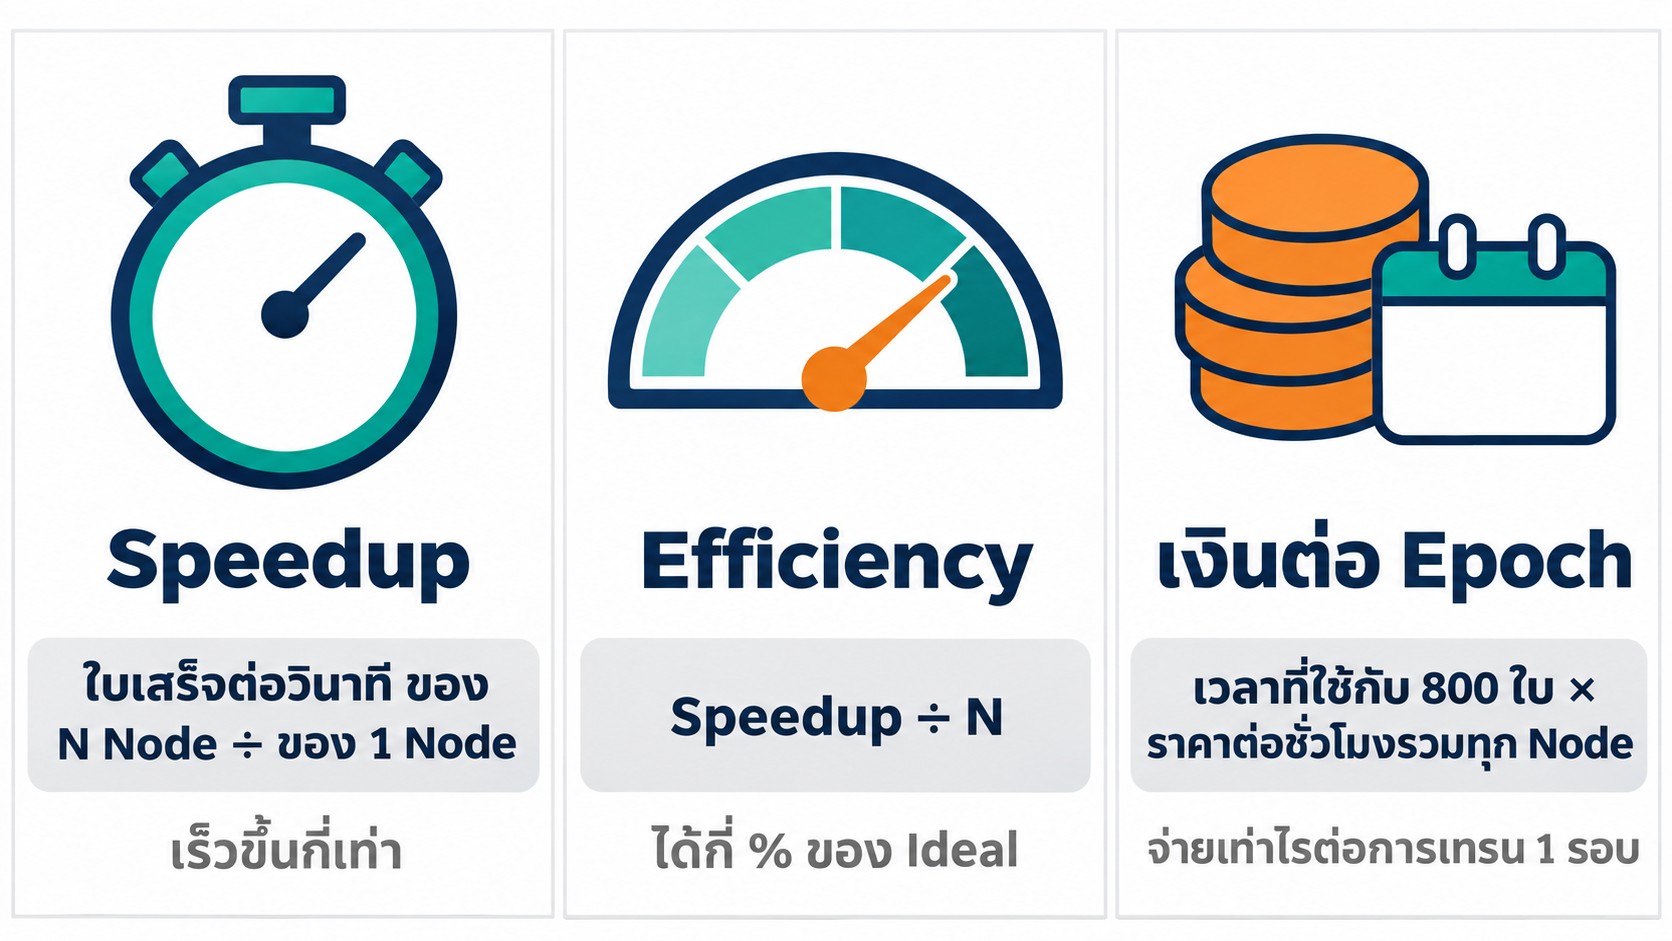 Speedup
ใบเสร็จต่อวินาที ของ
N Node ÷ ของ 1 Node
เร็วขึ้นกี่เท่า
Efficiency
Speedup ÷ N
ได้กี่ % ของ Ideal
เงินต่อ Epoch
เวลาที่ใช้กับ 800 ใบ ×
ราคาต่อชั่วโมงรวมทุก Node
จ่ายเท่าไรต่อการเทรน 1 รอบ